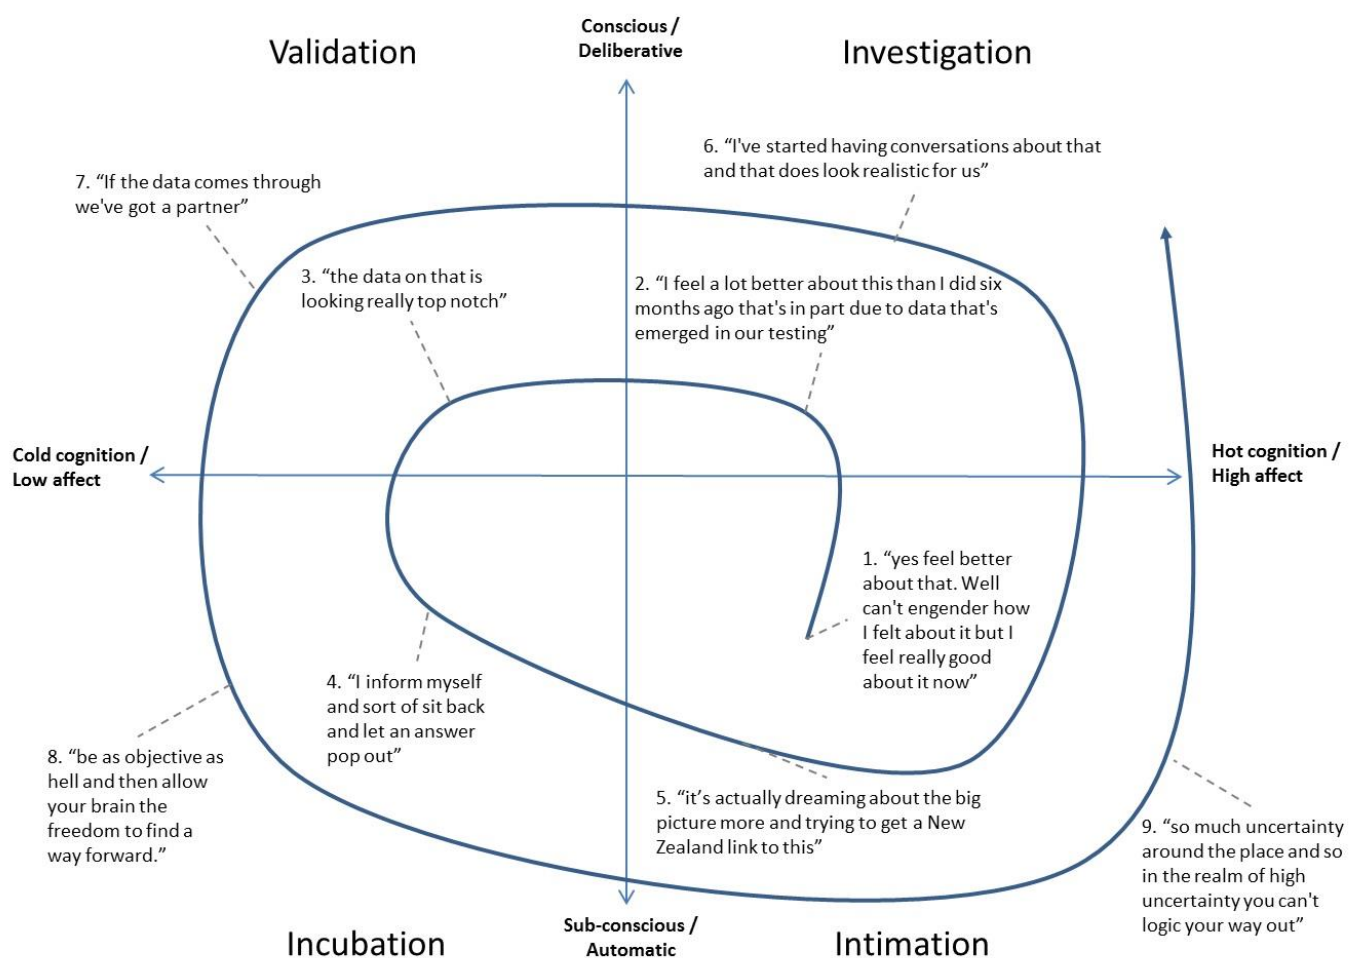 Conscious /
Deliberative
Validation
Investigation
6. “I've started having conversations about that
and that does look realistic for us”
7. “If the data comes through
we've got a partner”
3. “the data on that is
looking really top notch”
2. “I feel a lot better about this than I did six
months ago that's in part due to data that's
emerged in our testing”
Cold cognition /
Low affect
Hot cognition /
High affect
1. “yes feel better
about that. Well
can't engender how
I felt about it but I
feel really good
about it now”
4. “I inform myself
and sort of sit back
and let an answer
pop out”
8. “be as objective as
hell and then allow
your brain the
freedom to find a
way forward.”
5. “it’s actually dreaming about the big
picture more and trying to get a New
Zealand link to this”
9. “so much uncertainty
around the place and so
in the realm of high
uncertainty you can't
logic your way out”
Sub-conscious /
Automatic
Incubation
Intimation